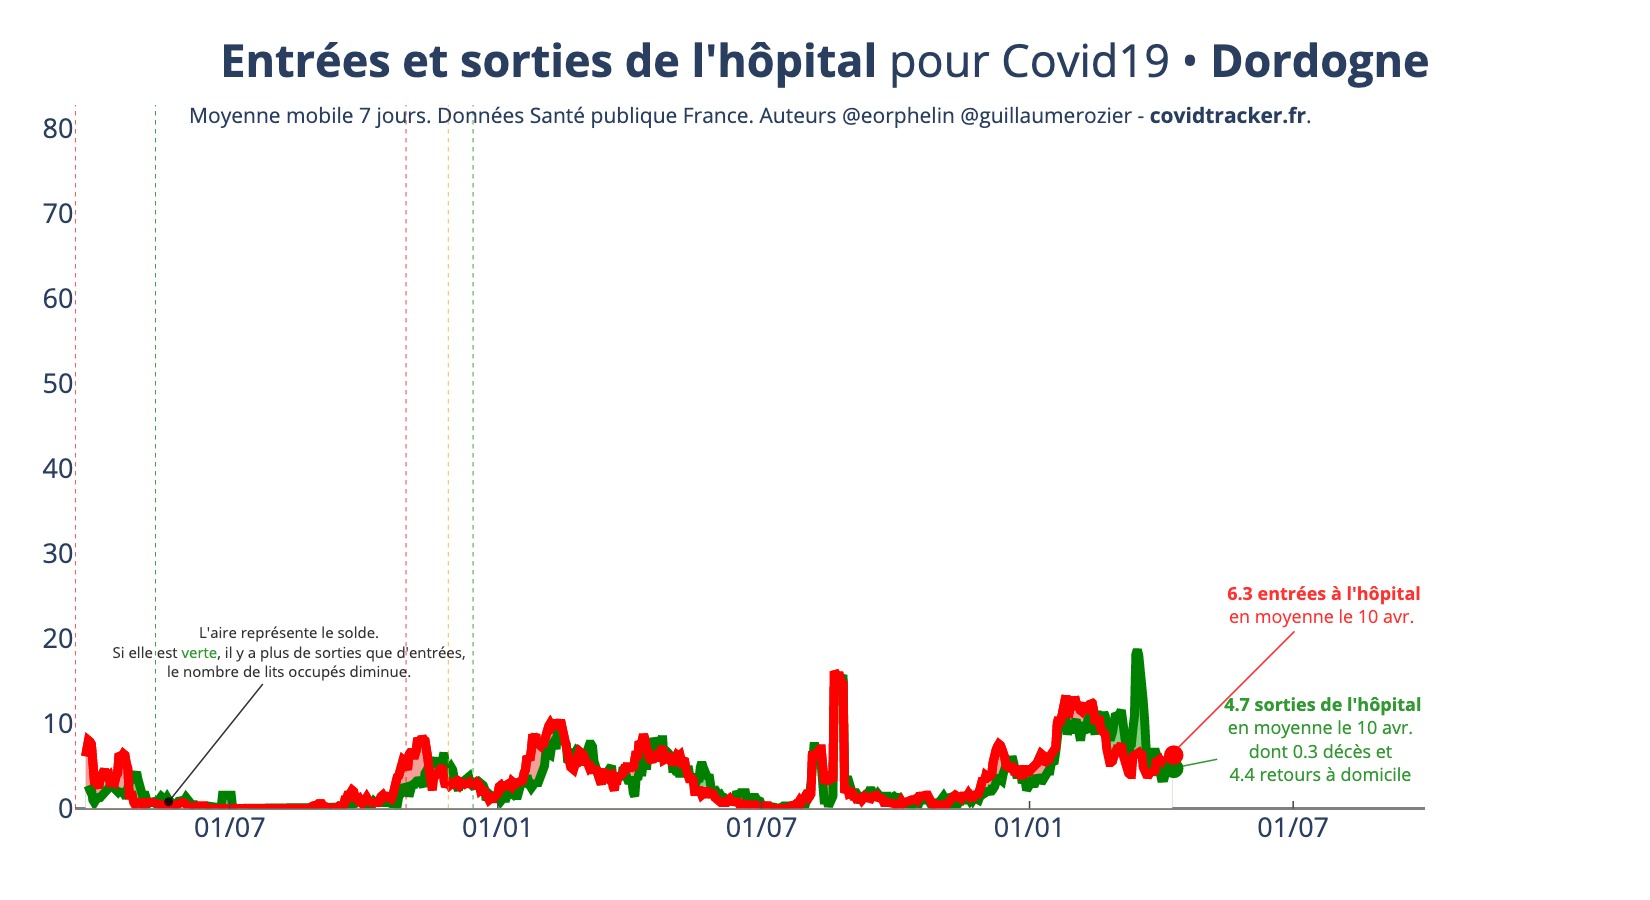 Entrées et sorties de l'hôpital pour Covid19 • Dordogne
Moyenne mobile 7 jours. Données Santé publique France. Auteurs @eorphelin @guillaumerozier - covidtracker.fr.
80
70
60
50
40
30
20
10
0
L'aire représente le solde.
Si elle est verte, il y a plus de sorties que d'entrées,
le nombre de lits occupés diminue.
6.3 entrées à l'hôpital
en moyenne le 10 avr.
4.7 sorties de l'hôpital
en moyenne le 10 avr.
dont 0.3 décès et
4.4 retours à domicile
01/07
01/01
01/07
01/01
01/07